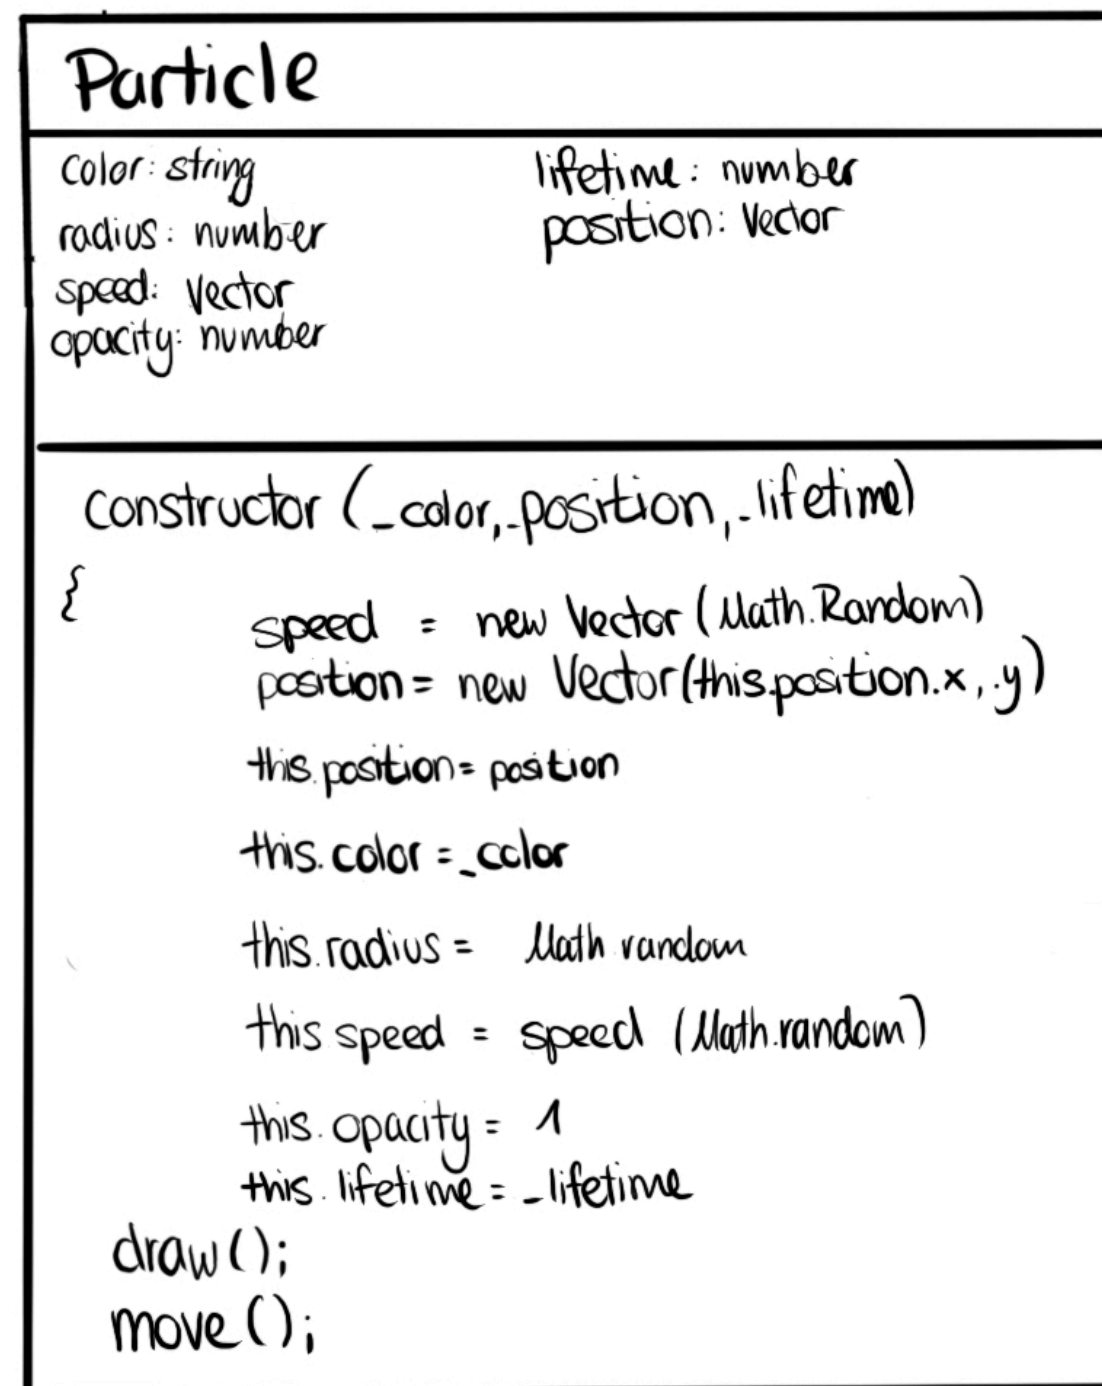 Particle
color: string
radius: number
speed: Vector
opacity: number
lifetime: number
position: Vector
constructor (_color, _position, _lifetime)
{
speed = new Vector (Math.Random)
position = new Vector(this.position.x, .y)
this.position = position
this.color = _color
this.radius = Math random
this speed = speed (Math.random)
this.opacity = 1
this.lifetime = _lifetime
draw();
move();